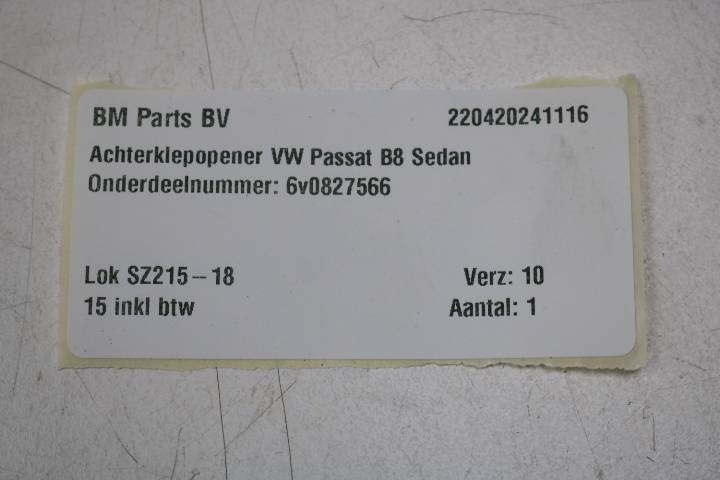 BM Parts BV 220420241116
Achterklepopener VW Passat B8 Sedan
Onderdeelnummer: 6v0827566
Lok SZ215-18 Verz: 10
15 inkl btw Aantal: 1